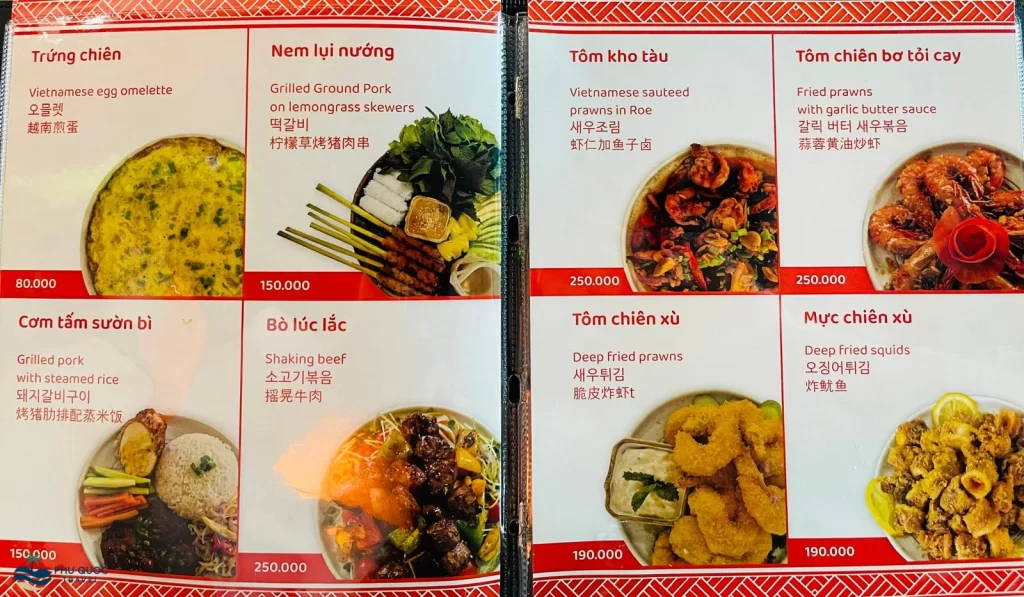 Trứng chiên
Vietnamese egg omelette
오믈렛
越南煎蛋
80.000
Nem lụi nướng
Grilled Ground Pork
on lemongrass skewers
떡갈비
柠檬草烤猪肉串
150.000
Cơm tấm sườn bì
Grilled pork
with steamed rice
돼지갈비구이
烤猪肋排配蒸米饭
150.000
Bò lúc lắc
Shaking beef
소고기볶음
摇晃牛肉
250.000
Tôm kho tàu
Vietnamese sauteed
prawns in Roe
새우조림
虾仁加鱼子卤
250.000
Tôm chiên bơ tỏi cay
Fried prawns
with garlic butter sauce
갈릭 버터 새우볶음
蒜蓉黄油炒虾
250.000
Tôm chiên xù
Deep fried prawns
새우튀김
脆皮炸虾t
190.000
Mực chiên xù
Deep fried squids
오징어튀김
炸鱿鱼
190.000
PHU QUOC